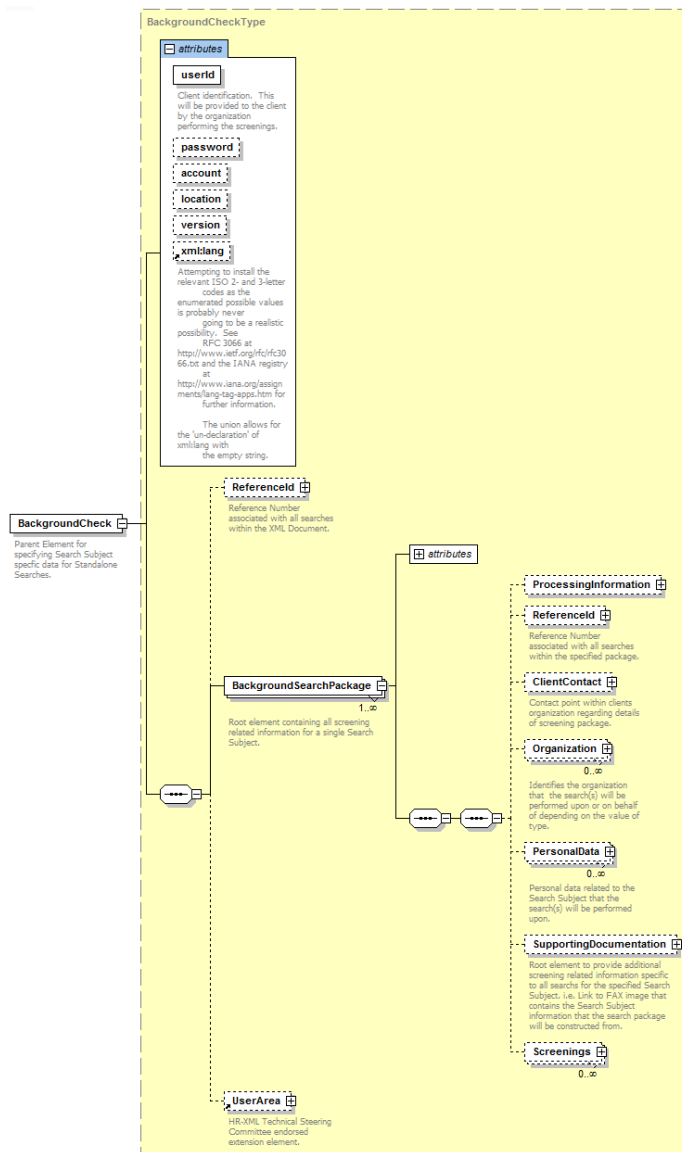 BackgroundCheckType
attributes
userId
Client identification.  This
will be provided to the client
by the organization
performing the screenings.
password
account
location
version
xml:lang
Attempting to install the
relevant ISO 2- and 3-letter
codes as the
enumerated possible values
is probably never
going to be a realistic
possibility.  See
RFC 3066 at
http://www.ietf.org/rfc/rfc30
66.txt and the IANA registry
at
http://www.iana.org/assign
ments/lang-tag-apps.htm for
further information.
The union allows for
the 'un-declaration' of
xml:lang with
the empty string.
BackgroundCheck
Parent Element for
specifying Search Subject
specfic data for Standalone
Searches.
ReferenceId
Reference Number
associated with all searches
within the XML Document.
BackgroundSearchPackage
1..∞
Root element containing all screening
related information for a single Search
Subject.
attributes
ProcessingInformation
ReferenceId
Reference Number
associated with all searches
within the specified package.
ClientContact
Contact point within clients
organization regarding details
of screening package.
Organization
0..∞
Identifies the organization
that  the search(s) will be
performed upon or on behalf
of depending on the value of
type.
PersonalData
0..∞
Personal data related to the
Search Subject that the
search(s) will be performed
upon.
SupportingDocumentation
Root element to provide additional
screening related information specific
to all searchs for the specified Search
Subject. i.e. Link to FAX image that
contains the Search Subject
information that the search package
will be constructed from.
Screenings
0..∞
UserArea
HR-XML Technical Steering
Committee endorsed
extension element.